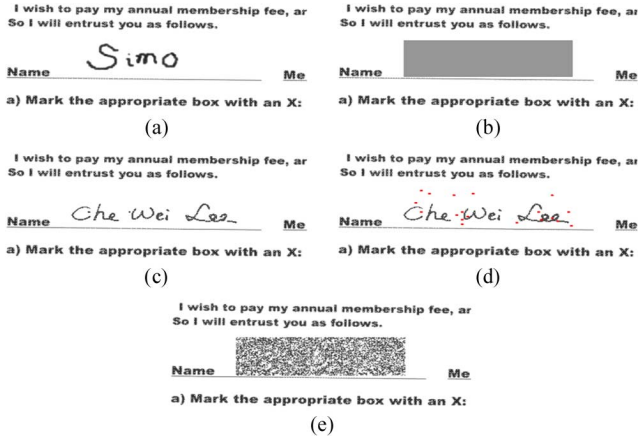 I wish to pay my annual membership fee, ar
So I will entrust you as follows.
Simo
Name Me
a) Mark the appropriate box with an X:
(a)
I wish to pay my annual membership fee, ar
So I will entrust you as follows.
Name Me
a) Mark the appropriate box with an X:
(b)
I wish to pay my annual membership fee, ar
So I will entrust you as follows.
Name Che Wei Lee Me
a) Mark the appropriate box with an X:
(c)
I wish to pay my annual membership fee, ar
So I will entrust you as follows.
Name Che Wei Lee Me
a) Mark the appropriate box with an X:
(d)
I wish to pay my annual membership fee, ar
So I will entrust you as follows.
Name Me
a) Mark the appropriate box with an X:
(e)